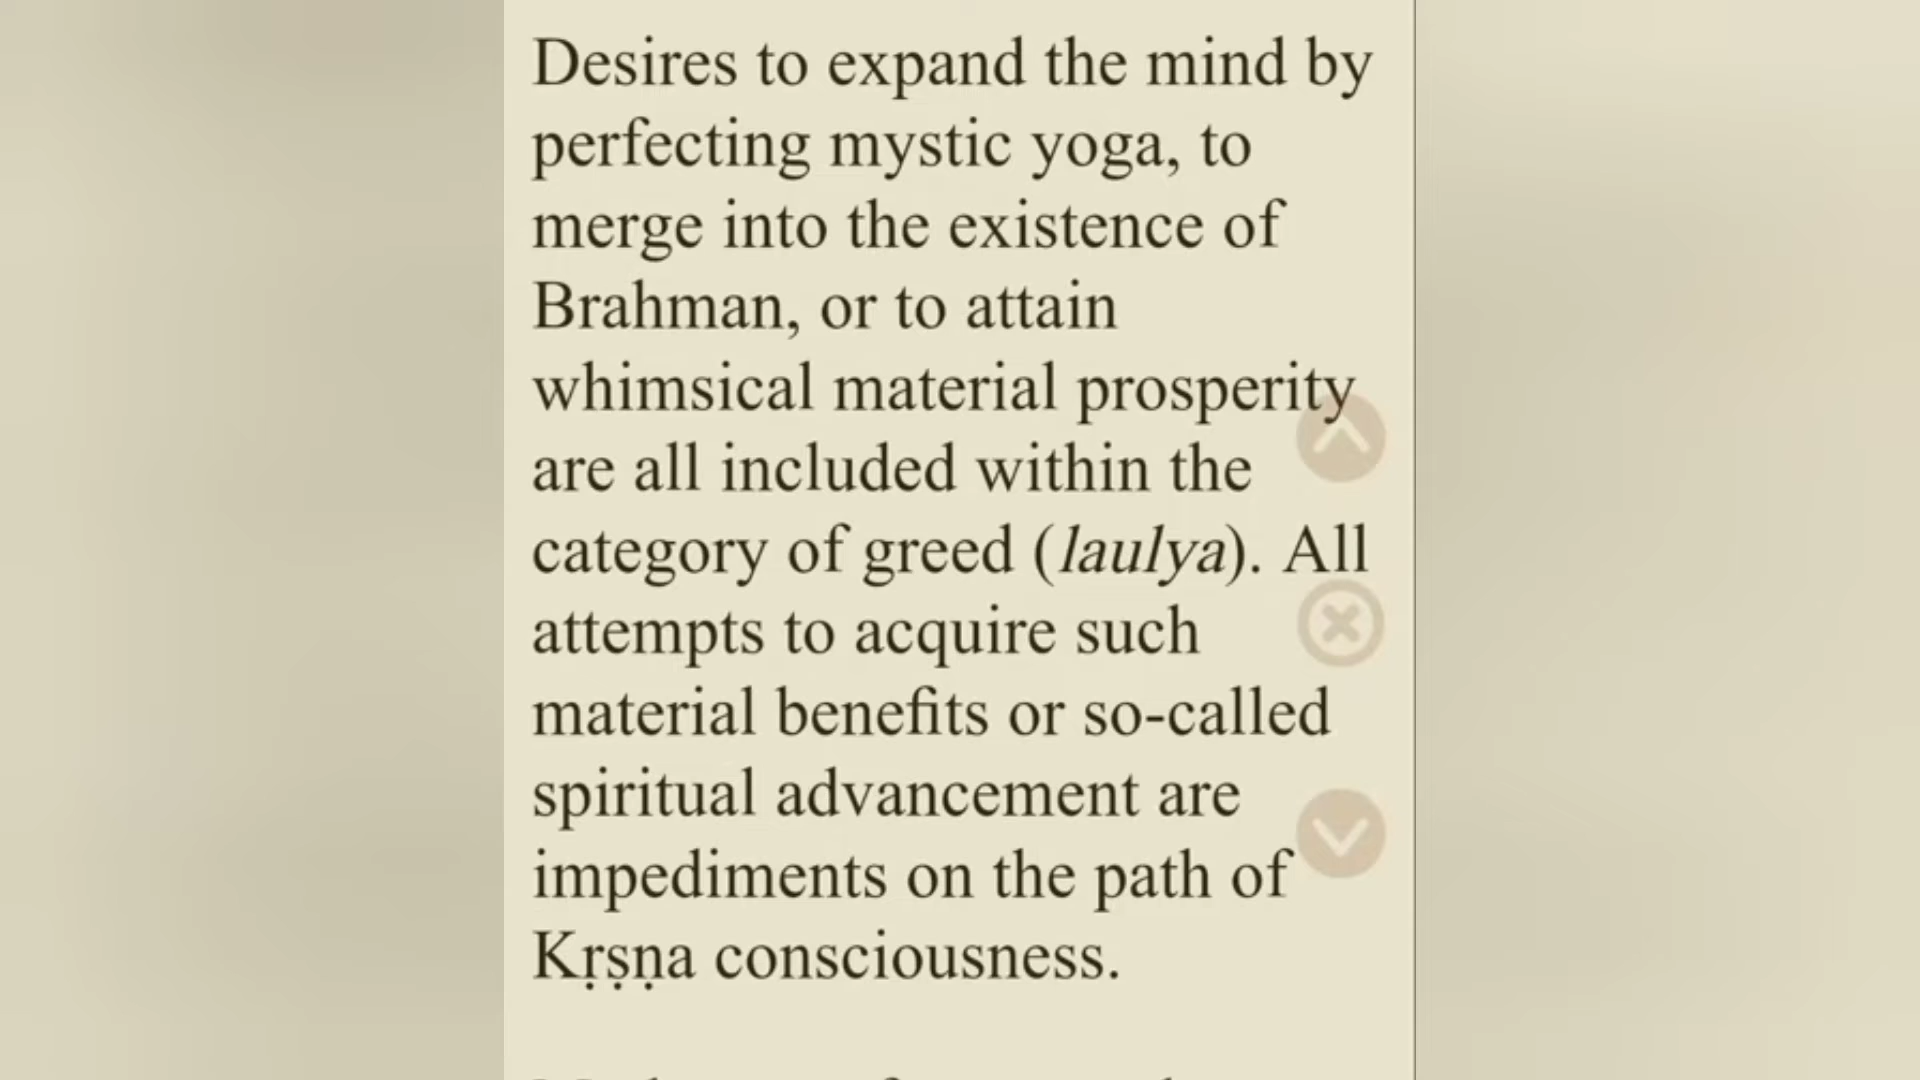 Desires to expand the mind by
perfecting mystic yoga, to
merge into the existence of
Brahman, or to attain
whimsical material prosperity
are all included within the
category of greed (laulya). All
attempts to acquire such
material benefits or so-called
spiritual advancement are
impediments on the path of
Kṛṣṇa consciousness.